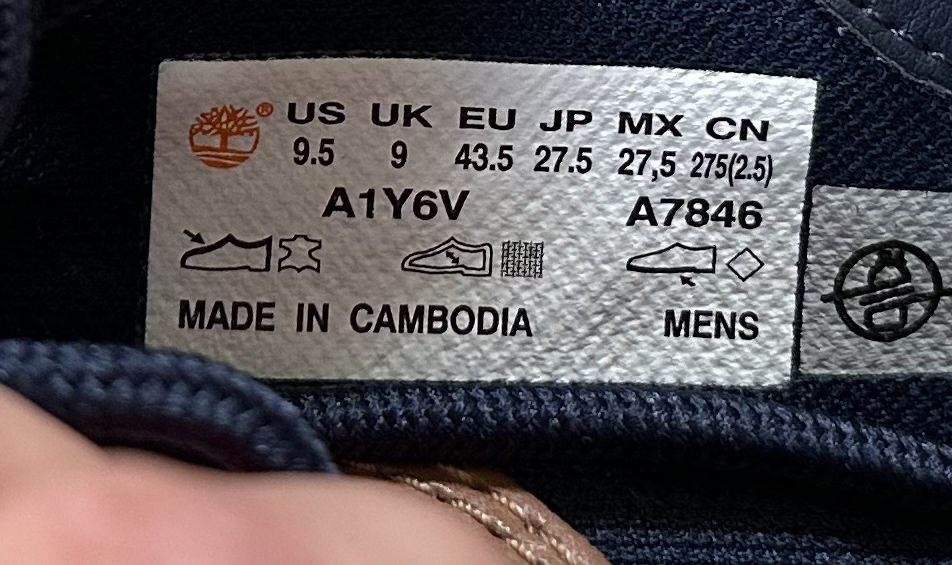 ® US UK EU JP MX CN
9.5 9 43.5 27.5 27,5 275(2.5)
A1Y6V A7846
MADE IN CAMBODIA MENS